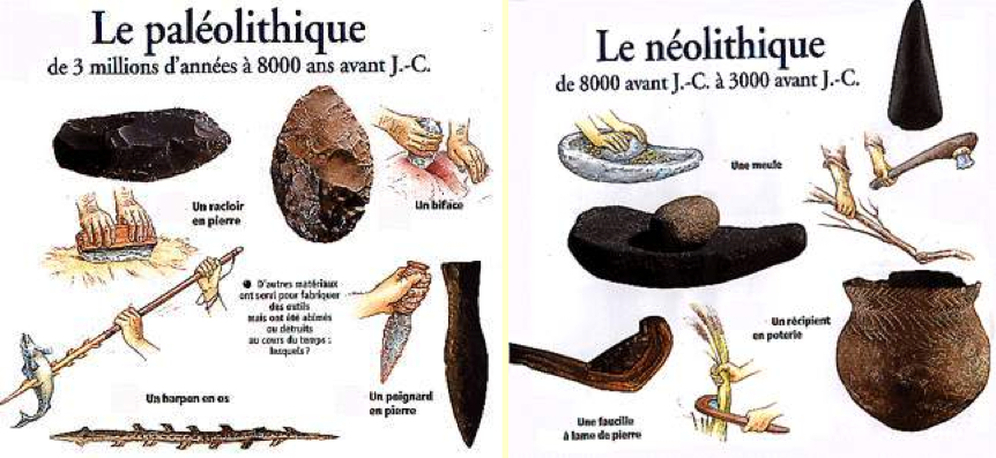 Le paléolithique
de 3 millions d'années à 8000 ans avant J.-C.
Un racloir
en pierre
Un biface
● D'autres matériaux
ont servi pour fabriquer
des outils
mais ont été abîmés
ou détruits
au cours du temps :
lesquels ?
Un harpon en os
Un poignard
en pierre
Le néolithique
de 8000 avant J.-C. à 3000 avant J.-C.
Une meule
Un récipient
en poterie
Une faucille
à lame de pierre